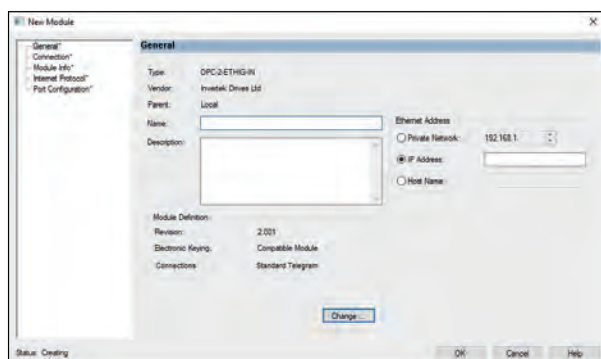 New Module
General*
Connection*
Module Info*
Internet Protocol*
Port Configuration*
General
Type: OPC-2-ETHIG-IN
Vendor: Invertek Drives Ltd
Parent: Local
Name:
Description:
Ethernet Address
Private Network: 192.168.1.
IP Address:
Host Name:
Module Definition:
Revision: 2.001
Electronic Keying: Compatible Module
Connections Standard Telegram
Change ...
Status: Creating
OK Cancel Help